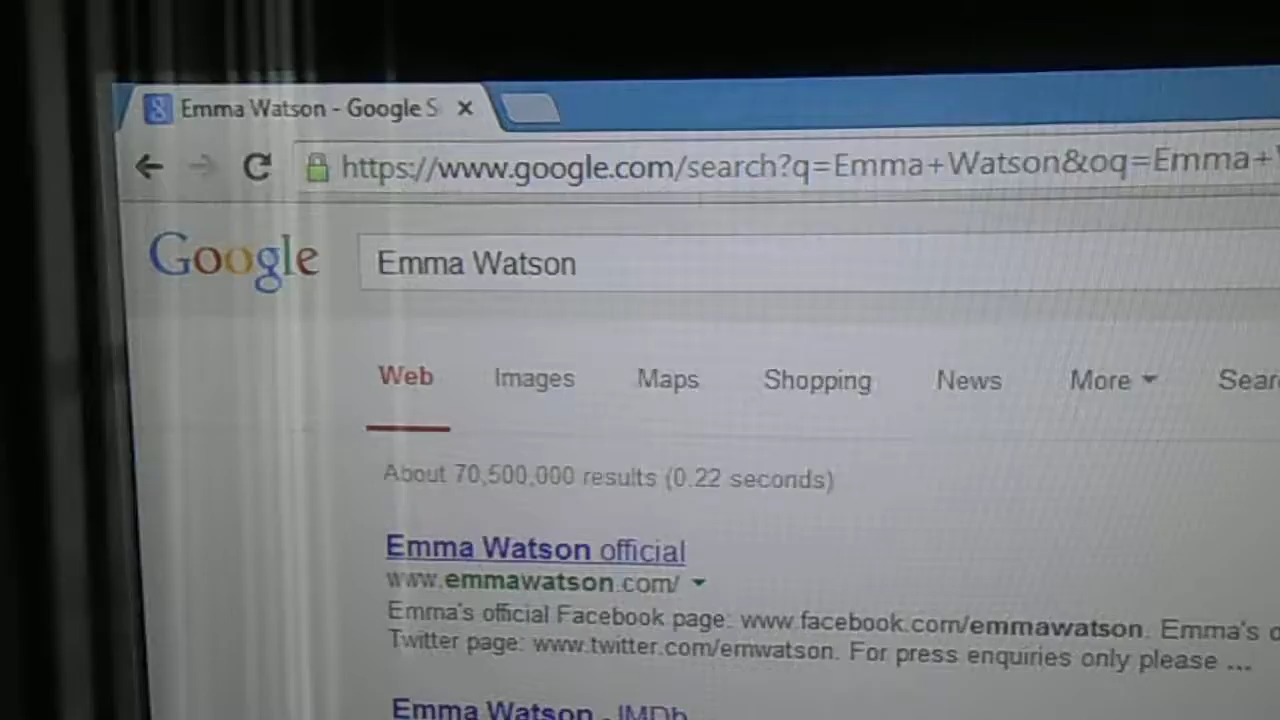 Emma Watson - Google S
https://www.google.com/search?q=Emma+Watson&oq=Emma+
Google
Emma Watson
Web Images Maps Shopping News More Sear
About 70,500,000 results (0.22 seconds)
Emma Watson official
www.emmawatson.com/
Emma's official Facebook page: www.facebook.com/emmawatson. Emma's o
Twitter page: www.twitter.com/emwatson. For press enquiries only please ...
Emma Watson - IMDb